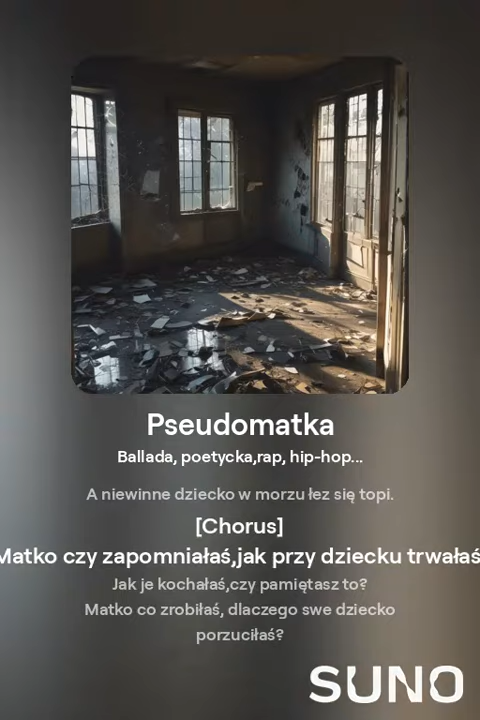 Pseudomatka
Ballada, poetycka,rap, hip-hop...
A niewinne dziecko w morzu łez się topi.
[Chorus]
Matko czy zapomniałaś,jak przy dziecku trwałaś
Jak je kochałaś,czy pamiętasz to?
Matko co zrobiłaś, dlaczego swe dziecko
porzuciłaś?
SUNO